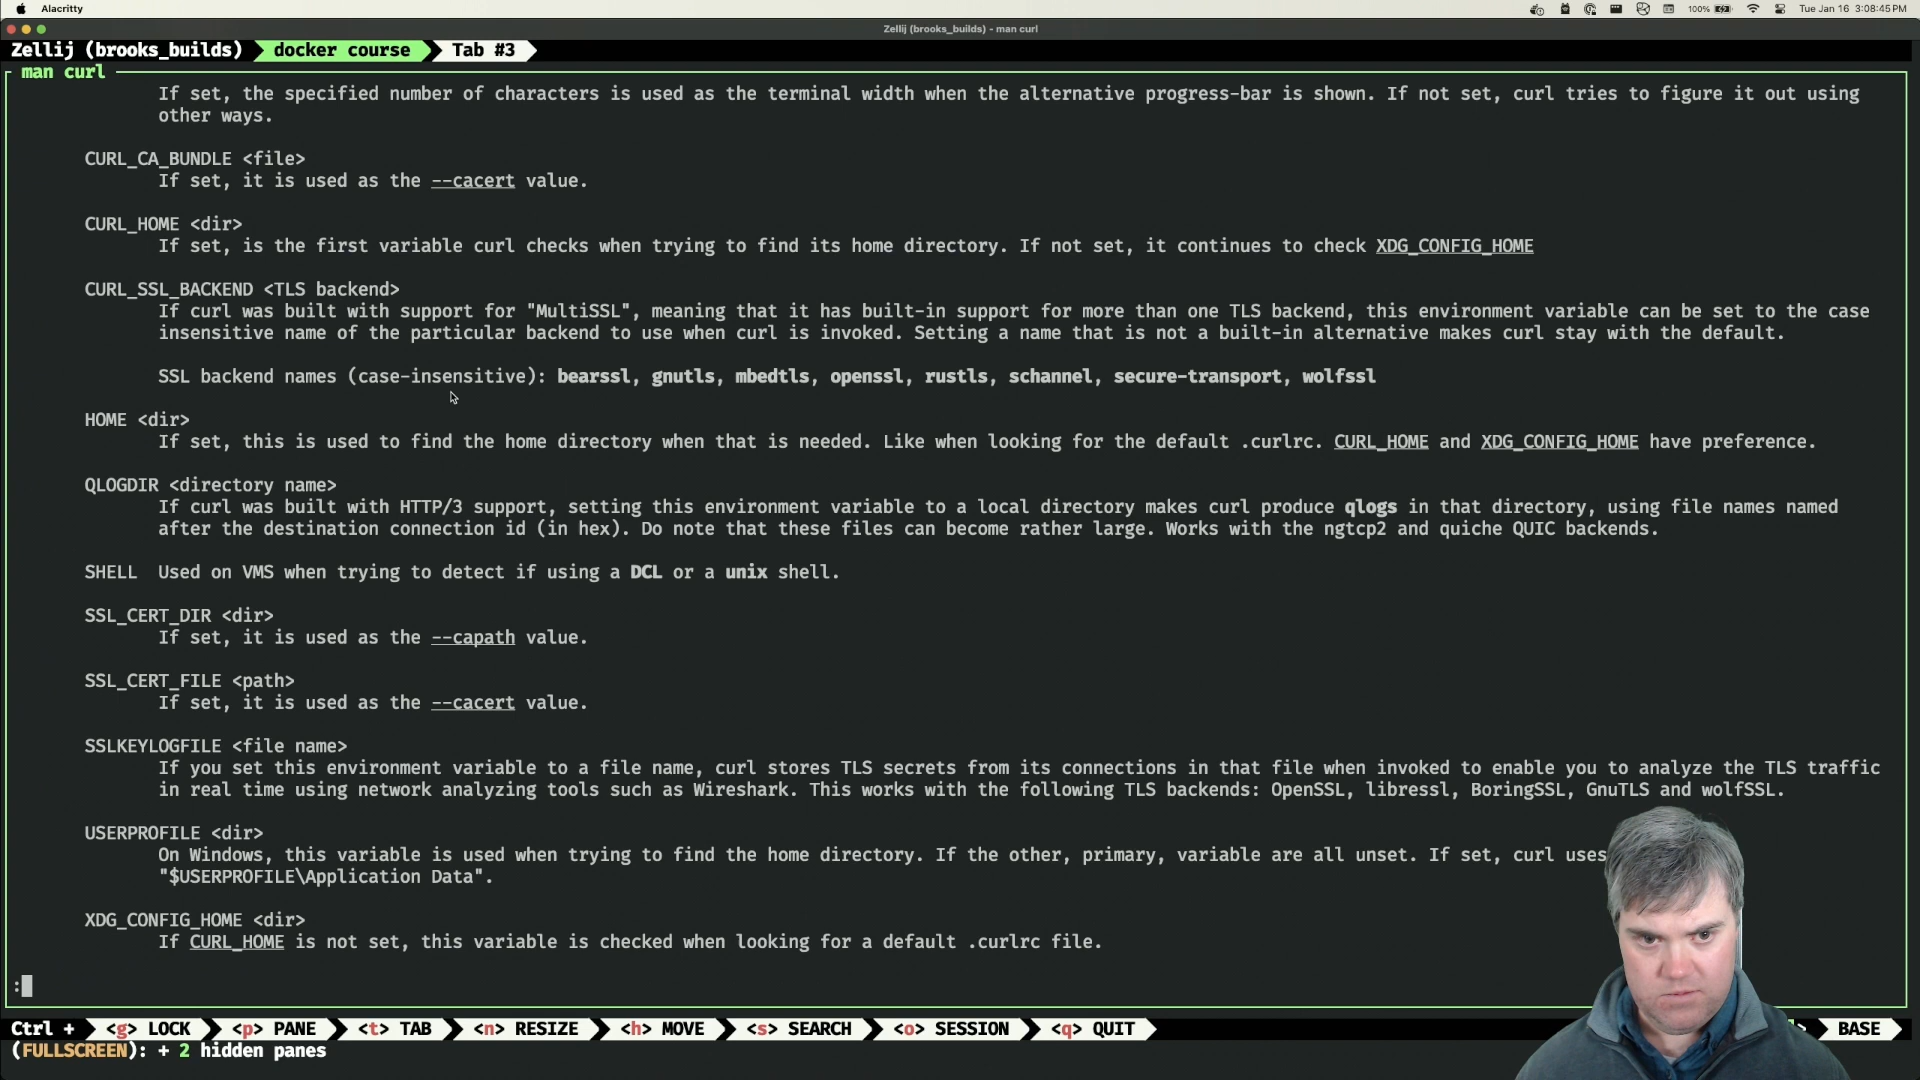 Alacritty
100%
Tue Jan 16 3:08:45 PM
Zellij (brooks_builds) - man curl
Zellij (brooks_builds) docker course Tab #3
man curl
If set, the specified number of characters is used as the terminal width when the alternative progress-bar is shown. If not set, curl tries to figure it out using
other ways.
CURL_CA_BUNDLE <file>
If set, it is used as the --cacert value.
CURL_HOME <dir>
If set, is the first variable curl checks when trying to find its home directory. If not set, it continues to check XDG_CONFIG_HOME
CURL_SSL_BACKEND <TLS backend>
If curl was built with support for "MultiSSL", meaning that it has built-in support for more than one TLS backend, this environment variable can be set to the case
insensitive name of the particular backend to use when curl is invoked. Setting a name that is not a built-in alternative makes curl stay with the default.
SSL backend names (case-insensitive): bearssl, gnutls, mbedtls, openssl, rustls, schannel, secure-transport, wolfssl
HOME <dir>
If set, this is used to find the home directory when that is needed. Like when looking for the default .curlrc. CURL_HOME and XDG_CONFIG_HOME have preference.
QLOGDIR <directory name>
If curl was built with HTTP/3 support, setting this environment variable to a local directory makes curl produce qlogs in that directory, using file names named
after the destination connection id (in hex). Do note that these files can become rather large. Works with the ngtcp2 and quiche QUIC backends.
SHELL Used on VMS when trying to detect if using a DCL or a unix shell.
SSL_CERT_DIR <dir>
If set, it is used as the --capath value.
SSL_CERT_FILE <path>
If set, it is used as the --cacert value.
SSLKEYLOGFILE <file name>
If you set this environment variable to a file name, curl stores TLS secrets from its connections in that file when invoked to enable you to analyze the TLS traffic
in real time using network analyzing tools such as Wireshark. This works with the following TLS backends: OpenSSL, libressl, BoringSSL, GnuTLS and wolfSSL.
USERPROFILE <dir>
On Windows, this variable is used when trying to find the home directory. If the other, primary, variable are all unset. If set, curl uses
"$USERPROFILE\Application Data".
XDG_CONFIG_HOME <dir>
If CURL_HOME is not set, this variable is checked when looking for a default .curlrc file.
:
Ctrl + <g> LOCK <p> PANE <t> TAB <n> RESIZE <h> MOVE <s> SEARCH <o> SESSION <q> QUIT BASE
(FULLSCREEN): + 2 hidden panes